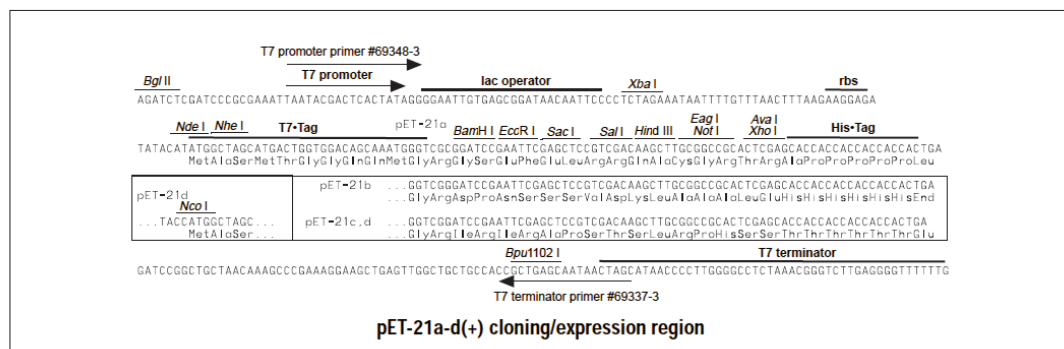 T7 promoter primer #69348-3
Bgl II T7 promoter lac operator Xba I rbs
AGATCTCGATCCCGCGAAATTAATACGACTCACTATAGGGGAATTGTGAGCGGATAACAATTCCCCTCTAGAAATAATTTTGTTTAACTTTAAGAAGGAGA
Nde I Nhe I T7•Tag pET-21a BamH I EcoR I Sac I Sal I Hind III Eag I Not I Ava I Xho I His•Tag
TATACATATGGCTAGCATGACTGGTGGACAGCAAATGGGTCGCGGATCCGAATTCGAGCTCCGTCGACAAGCTTGCGGCCGCACTCGAGCACCACCACCACCACCACTGA
MetAlaSerMetThrGlyGlyGlnGlnMetGlyArgGlySerGluPheGluLeuArgArgGlnAlaCysGlyArgThrArgAlaProProProProProProLeu
pET-21b ...GGTCGGGATCCGAATTCGAGCTCCGTCGACAAGCTTGCGGCCGCACTCGAGCACCACCACCACCACCACTGA
GlyArgAspProAsnSerSerSerValAspLysLeuAlaAlaAlaLeuGluHisHisHisHisHisHisEnd
pET-21d
Nco I
...TACCATGGCTAGC...
MetAlaSer...
pET-21c,d ...GGTCGGATCCGAATTCGAGCTCCGTCGACAAGCTTGCGGCCGCACTCGAGCACCACCACCACCACCACTGA
GlyArgIleArgIleArgAlaProSerThrSerLeuArgProHisSerSerThrThrThrThrThrThrGlu
Bpu1102 I T7 terminator
GATCCGGCTGCTAACAAAGCCCGAAAGGAAGCTGAGTTGGCTGCTGCCACCGCTGAGCAATAACTAGCATAACCCCTTGGGGCCTCTAAACGGGTCTTGAGGGGTTTTTTG
T7 terminator primer #69337-3
pET-21a-d(+) cloning/expression region